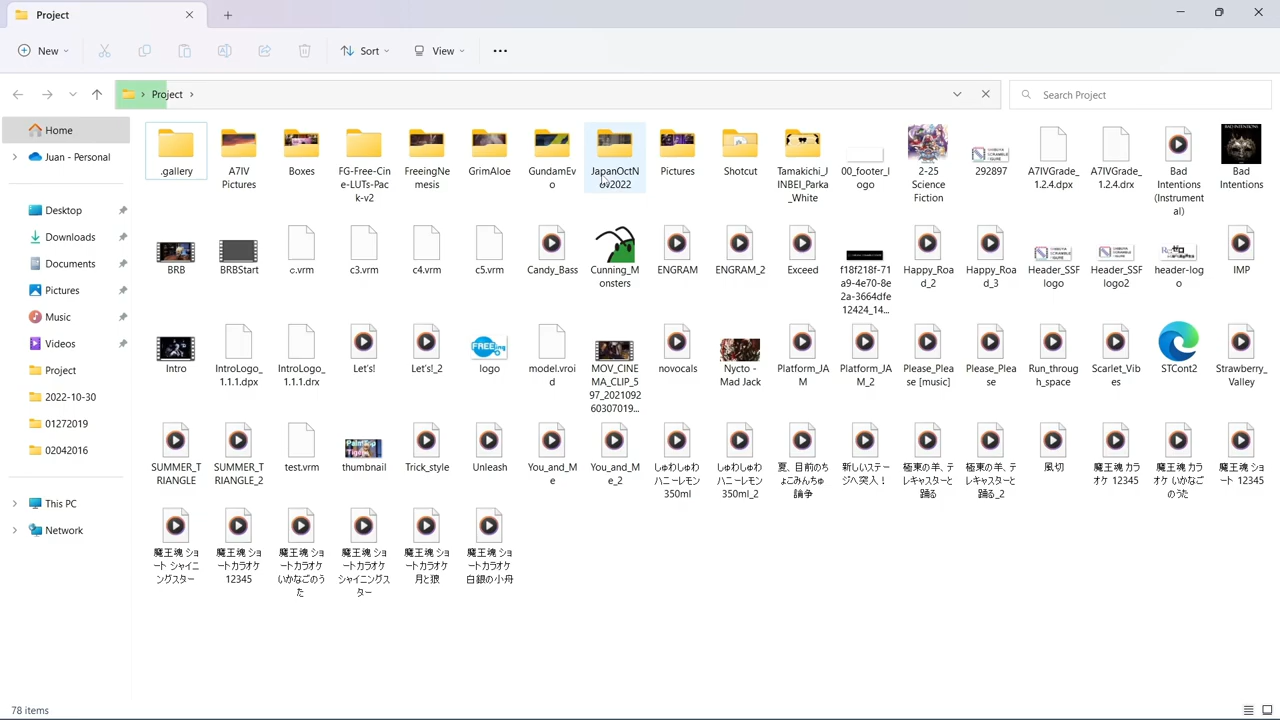 Project
New
Sort
View
Project
Search Project
Home
Juan - Personal
Desktop
Downloads
Documents
Pictures
Music
Videos
Project
2022-10-30
01272019
02042016
This PC
Network
.gallery
A7IV
Pictures
Boxes
FG-Free-Cin
e-LUTs-Pac
k-v2
FreeingNe
mesis
GrimAloe
GundamEv
o
JapanOctN
ov2022
Pictures
Shotcut
Tamakichi_J
INBEI_Parka
_White
00_footer_l
ogo
2-25
Science
Fiction
292897
A7IVGrade_
1.2.4.dpx
A7IVGrade_
1.2.4.drx
Bad
Intentions
(Instrument
al)
Bad
Intentions
BRB
BRBStart
c.vrm
c3.vrm
c4.vrm
c5.vrm
Candy_Bass
Cunning_M
onsters
ENGRAM
ENGRAM_2
Exceed
f18f218f-71
a9-4e70-8e
2a-3664dfe
12424_14...
Happy_Roa
d_2
Happy_Roa
d_3
Header_SSF
logo
Header_SSF
logo2
header-log
o
IMP
Intro
IntroLogo_
1.1.1.dpx
IntroLogo_
1.1.1.drx
Let's!
Let's!_2
logo
model.vroi
d
MOV_CINE
MA_CLIP_5
97_2021092
60307019...
novocals
Nycto -
Mad Jack
Platform_JA
M
Platform_JA
M_2
Please_Plea
se [music]
Please_Plea
se
Run_throug
h_space
Scarlet_Vib
es
STCont2
Strawberry_
Valley
SUMMER_T
RIANGLE
SUMMER_T
RIANGLE_2
test.vrm
thumbnail
Trick_style
Unleash
You_and_M
e
You_and_M
e_2
しゅわしゅわ
ハニーレモン
350ml
しゅわしゅわ
ハニーレモン
350ml_2
夏、目前のち
ょこみんちゅ
論争
新しいステー
ジへ突入！
極東の羊、テ
レキャスターと
踊る
極東の羊、テ
レキャスターと
踊る_2
風切
魔王魂 カラ
オケ 12345
魔王魂 カラ
オケ いかなご
のうた
魔王魂 ショ
ート 12345
魔王魂 ショ
ート シャイニ
ングスター
魔王魂 ショ
ートカラオケ
12345
魔王魂 ショ
ートカラオケ
いかなごのう
た
魔王魂 ショ
ートカラオケ
シャイニングス
ター
魔王魂 ショ
ートカラオケ
月と狼
魔王魂 ショ
ートカラオケ
白銀の小舟
78 items